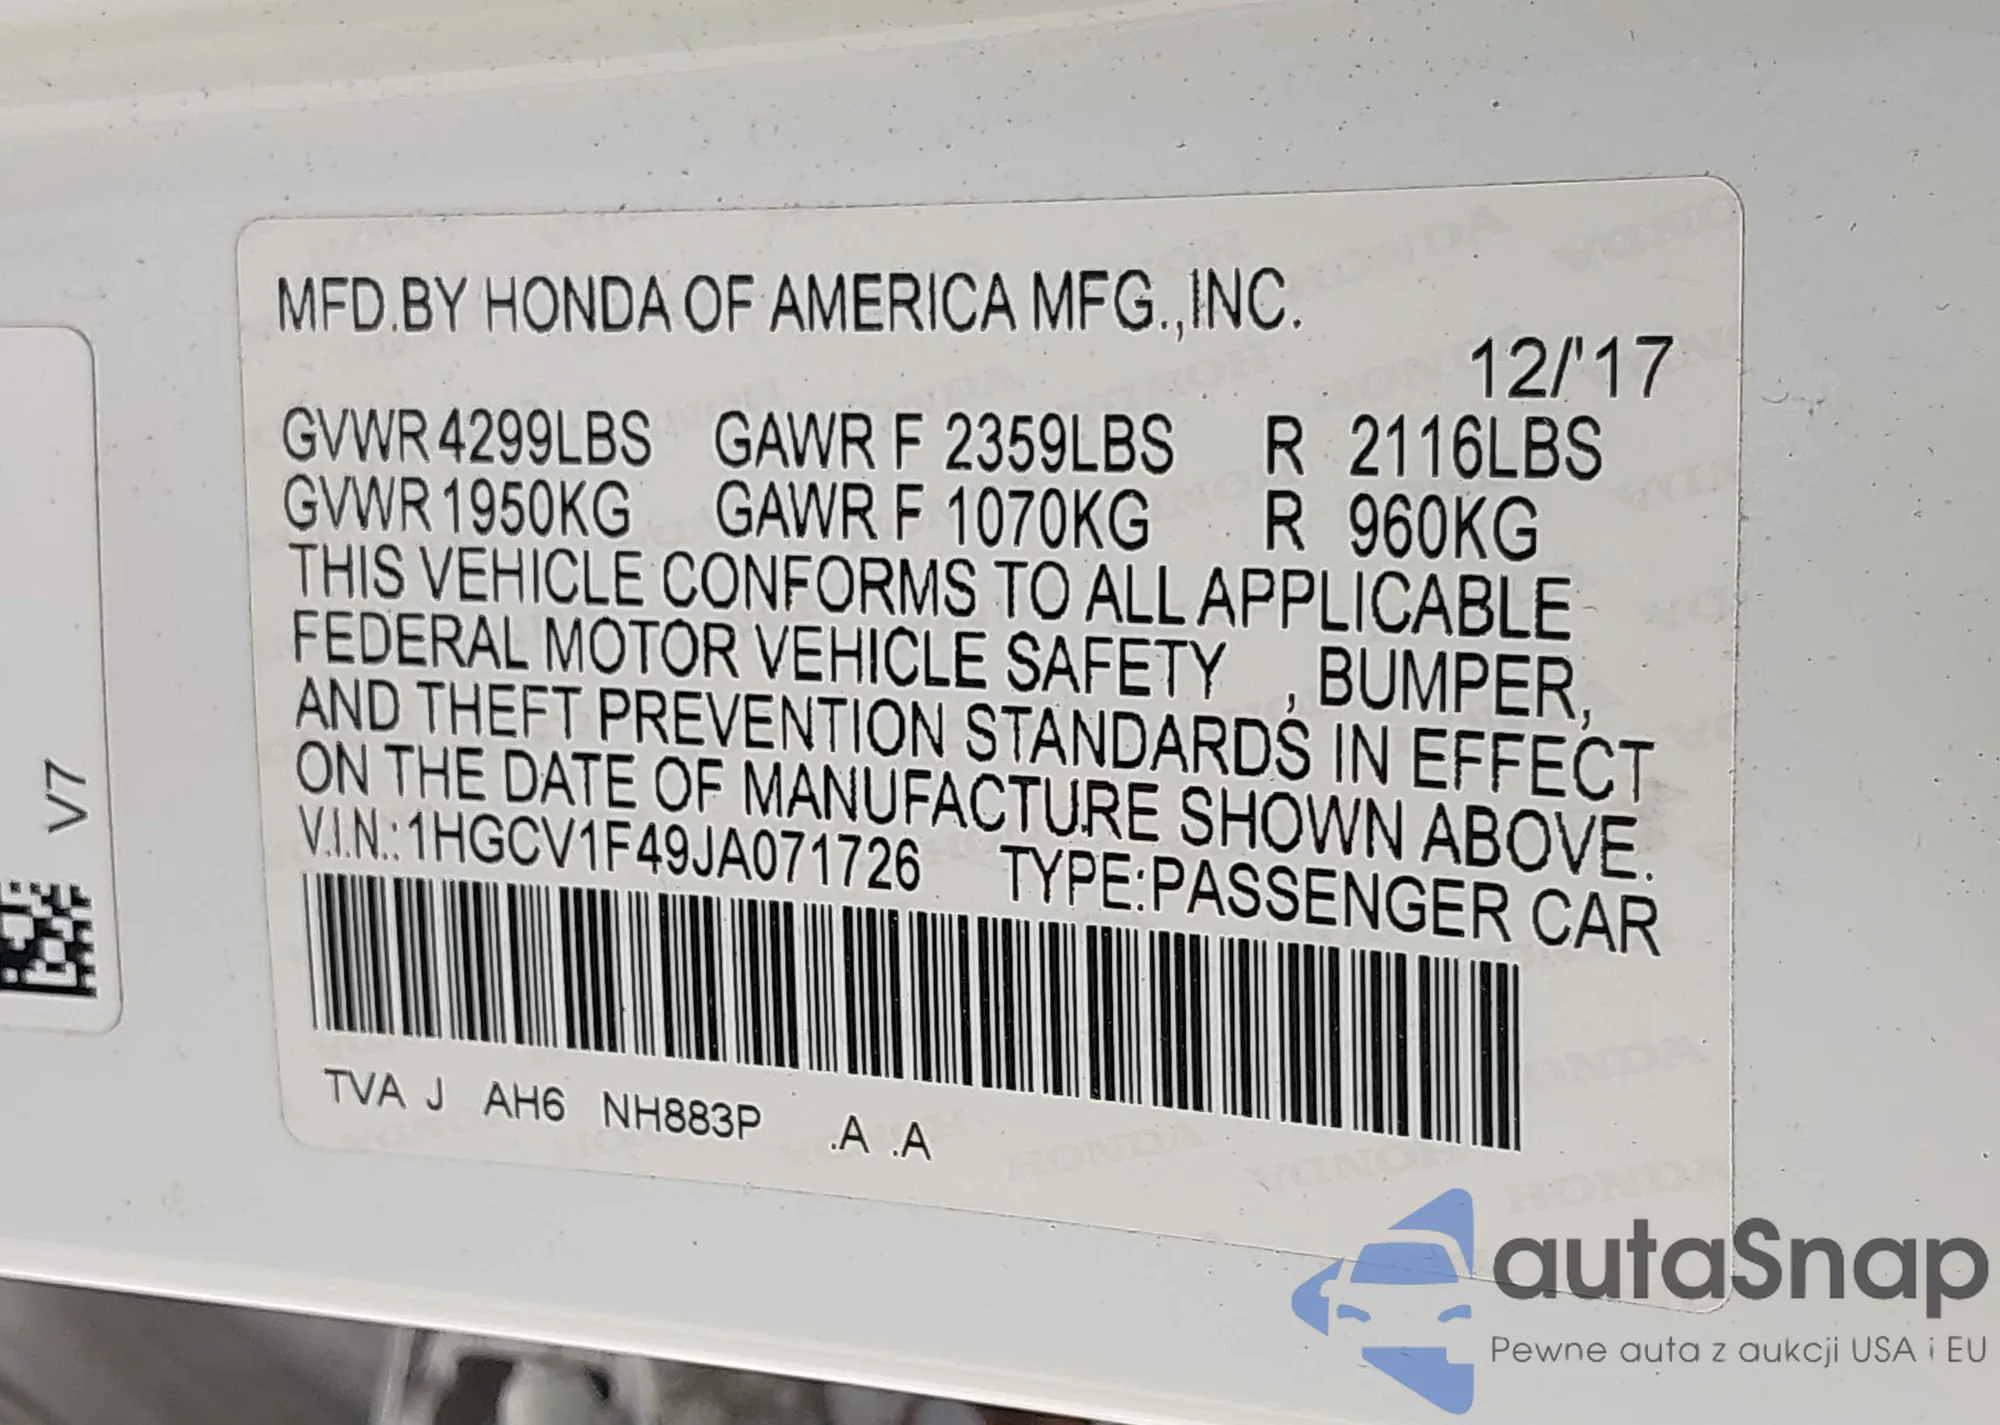 MFD.BY HONDA OF AMERICA MFG.,INC.
12/'17
GVWR 4299LBS GAWR F 2359LBS R 2116LBS
GVWR 1950KG GAWR F 1070KG R 960KG
THIS VEHICLE CONFORMS TO ALL APPLICABLE
FEDERAL MOTOR VEHICLE SAFETY , BUMPER,
AND THEFT PREVENTION STANDARDS IN EFFECT
ON THE DATE OF MANUFACTURE SHOWN ABOVE.
V.I.N.: 1HGCV1F49JA071726 TYPE:PASSENGER CAR
TVA J AH6 NH883P .A .A
V7
autaSnap
Pewne auta z aukcji USA i EU